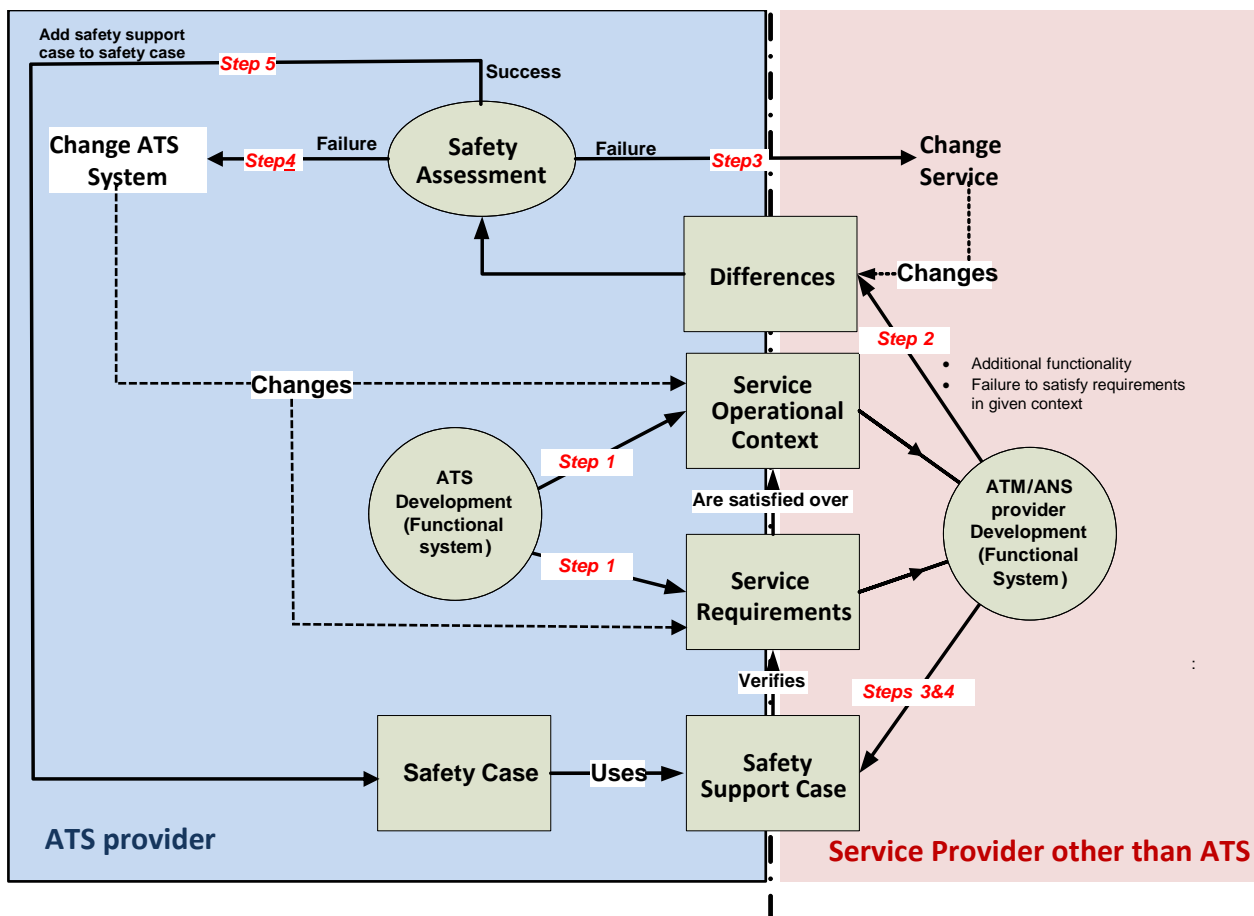 Add safety support
case to safety case
Step 5
Success
Change ATS
System
Step4
Failure
Safety
Assessment
Failure
Step3
Change
Service
Differences
Changes
Step 2
• Additional functionality
• Failure to satisfy requirements
in given context
Changes
Service
Operational
Context
Step 1
ATS
Development
(Functional
system)
Are satisfied over
ATM/ANS
provider
Development
(Functional
System)
Step 1
Service
Requirements
:
Verifies
Steps 3&4
Safety Case
Uses
Safety
Support Case
ATS provider
Service Provider other than ATS